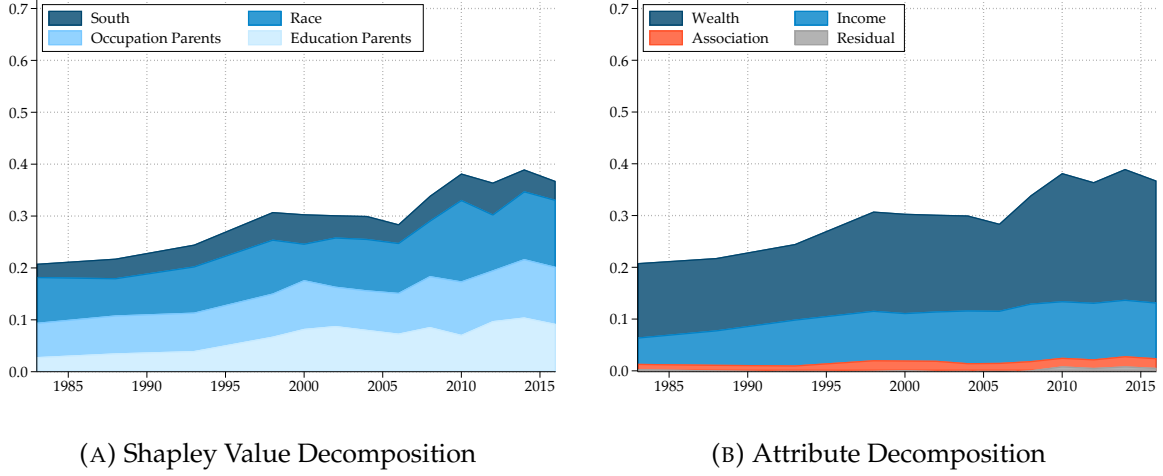 0.7
0.6
0.5
0.4
0.3
0.2
0.1
0.0
South Race
Occupation Parents Education Parents
1985 1990 1995 2000 2005 2010 2015
(A) Shapley Value Decomposition
0.7
0.6
0.5
0.4
0.3
0.2
0.1
0.0
Wealth Income
Association Residual
1985 1990 1995 2000 2005 2010 2015
(B) Attribute Decomposition